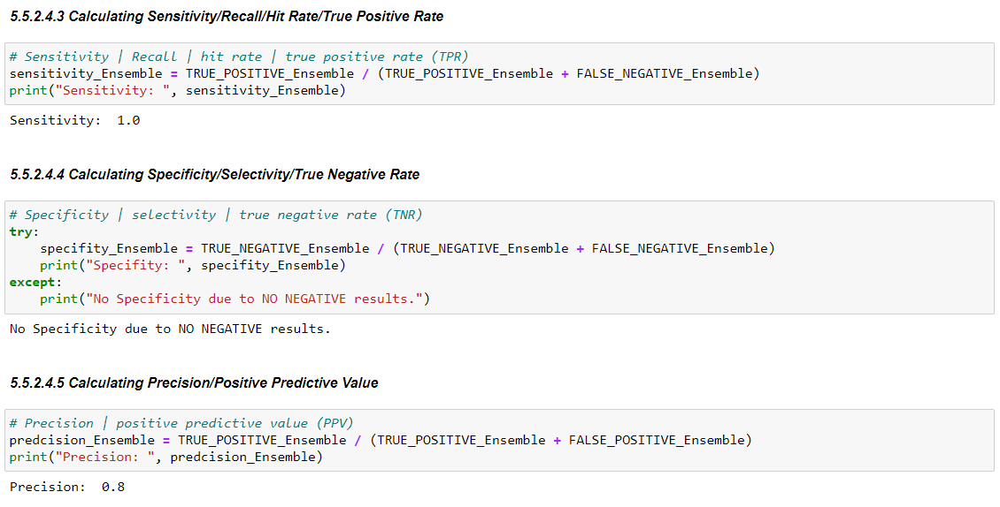 5.5.2.4.3 Calculating Sensitivity/Recall/Hit Rate/True Positive Rate
# Sensitivity | Recall | hit rate | true positive rate (TPR)
sensitivity_Ensemble = TRUE_POSITIVE_Ensemble / (TRUE_POSITIVE_Ensemble + FALSE_NEGATIVE_Ensemble)
print("Sensitivity: ", sensitivity_Ensemble)
Sensitivity:  1.0
5.5.2.4.4 Calculating Specificity/Selectivity/True Negative Rate
# Specificity | selectivity | true negative rate (TNR)
try:
    specifity_Ensemble = TRUE_NEGATIVE_Ensemble / (TRUE_NEGATIVE_Ensemble + FALSE_NEGATIVE_Ensemble)
    print("Specifity: ", specifity_Ensemble)
except:
    print("No Specificity due to NO NEGATIVE results.")
No Specificity due to NO NEGATIVE results.
5.5.2.4.5 Calculating Precision/Positive Predictive Value
# Precision | positive predictive value (PPV)
predcision_Ensemble = TRUE_POSITIVE_Ensemble / (TRUE_POSITIVE_Ensemble + FALSE_POSITIVE_Ensemble)
print("Precision: ", predcision_Ensemble)
Precision:  0.8